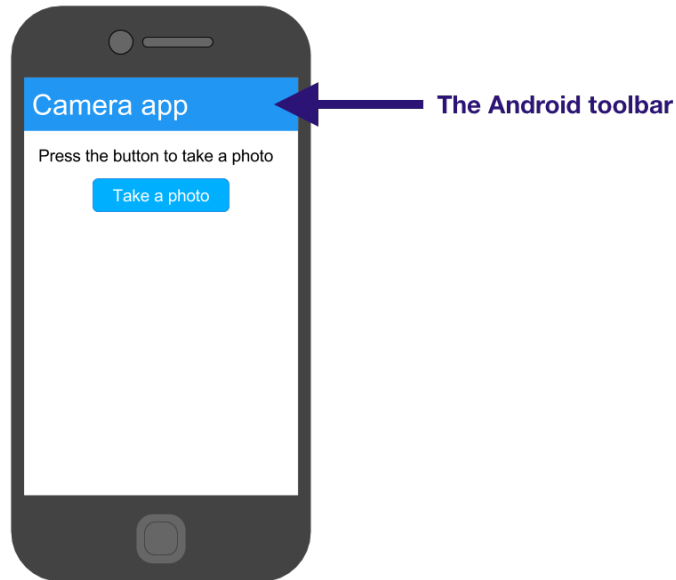 Camera app
The Android toolbar
Press the button to take a photo
Take a photo